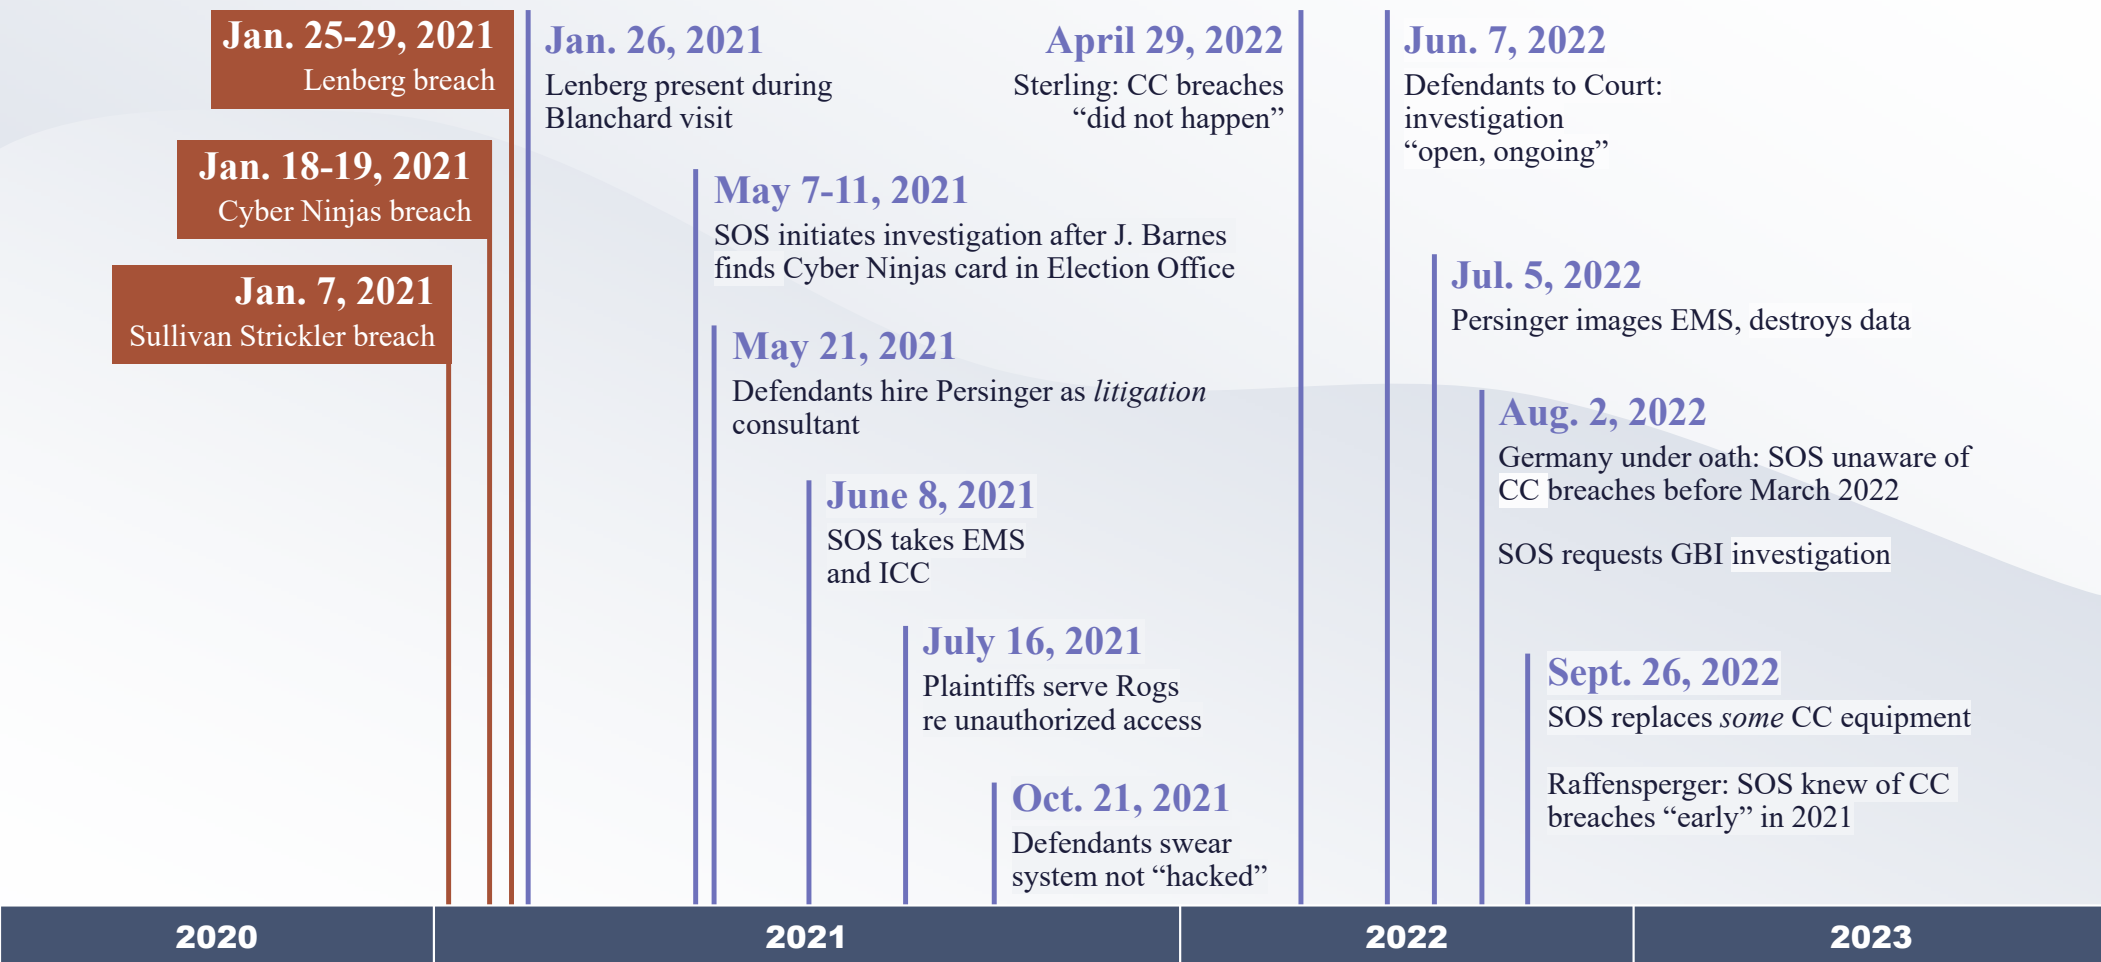 Jan. 25-29, 2021
Lenberg breach
Jan. 18-19, 2021
Cyber Ninjas breach
Jan. 7, 2021
Sullivan Strickler breach
Jan. 26, 2021
Lenberg present during
Blanchard visit
May 7-11, 2021
SOS initiates investigation after J. Barnes
finds Cyber Ninjas card in Election Office
May 21, 2021
Defendants hire Persinger as litigation
consultant
June 8, 2021
SOS takes EMS
and ICC
July 16, 2021
Plaintiffs serve Rogs
re unauthorized access
Oct. 21, 2021
Defendants swear
system not “hacked”
April 29, 2022
Sterling: CC breaches
“did not happen”
Jun. 7, 2022
Defendants to Court:
investigation
“open, ongoing”
Jul. 5, 2022
Persinger images EMS, destroys data
Aug. 2, 2022
Germany under oath: SOS unaware of
CC breaches before March 2022
SOS requests GBI investigation
Sept. 26, 2022
SOS replaces some CC equipment
Raffensperger: SOS knew of CC
breaches “early” in 2021
2020
2021
2022
2023